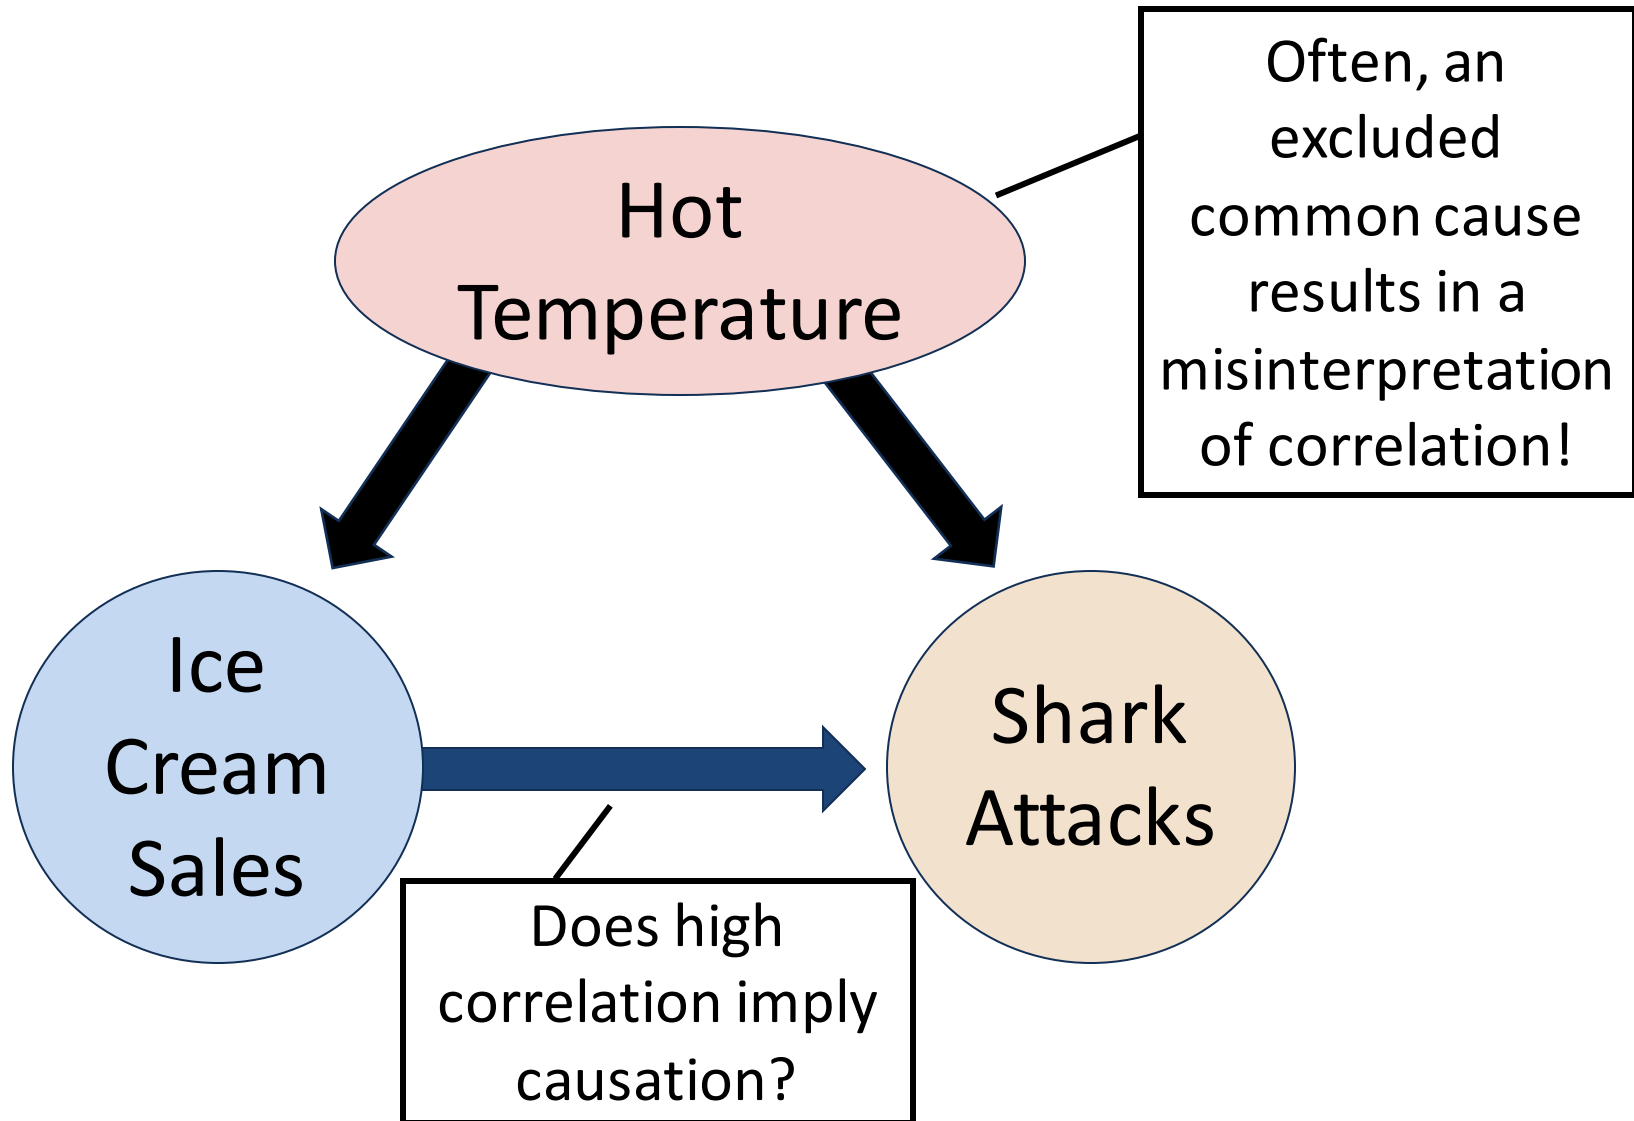 Hot
Temperature
Often, an
excluded
common cause
results in a
misinterpretation
of correlation!
Ice
Cream
Sales
Shark
Attacks
Does high
correlation imply
causation?